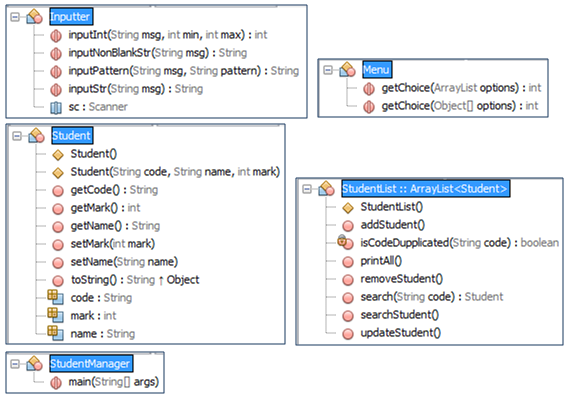 Inputter
inputInt(String msg, int min, int max) : int
inputNonBlankStr(String msg) : String
inputPattern(String msg, String pattern) : String
inputStr(String msg) : String
sc : Scanner
Menu
getChoice(ArrayList options) : int
getChoice(Object[] options) : int
Student
Student()
Student(String code, String name, int mark)
getCode() : String
getMark() : int
getName() : String
setMark(int mark)
setName(String name)
toString() : String ↑ Object
code : String
mark : int
name : String
StudentList :: ArrayList<Student>
StudentList()
addStudent()
isCodeDupplicated(String code) : boolean
printAll()
removeStudent()
search(String code) : Student
searchStudent()
updateStudent()
StudentManager
main(String[] args)